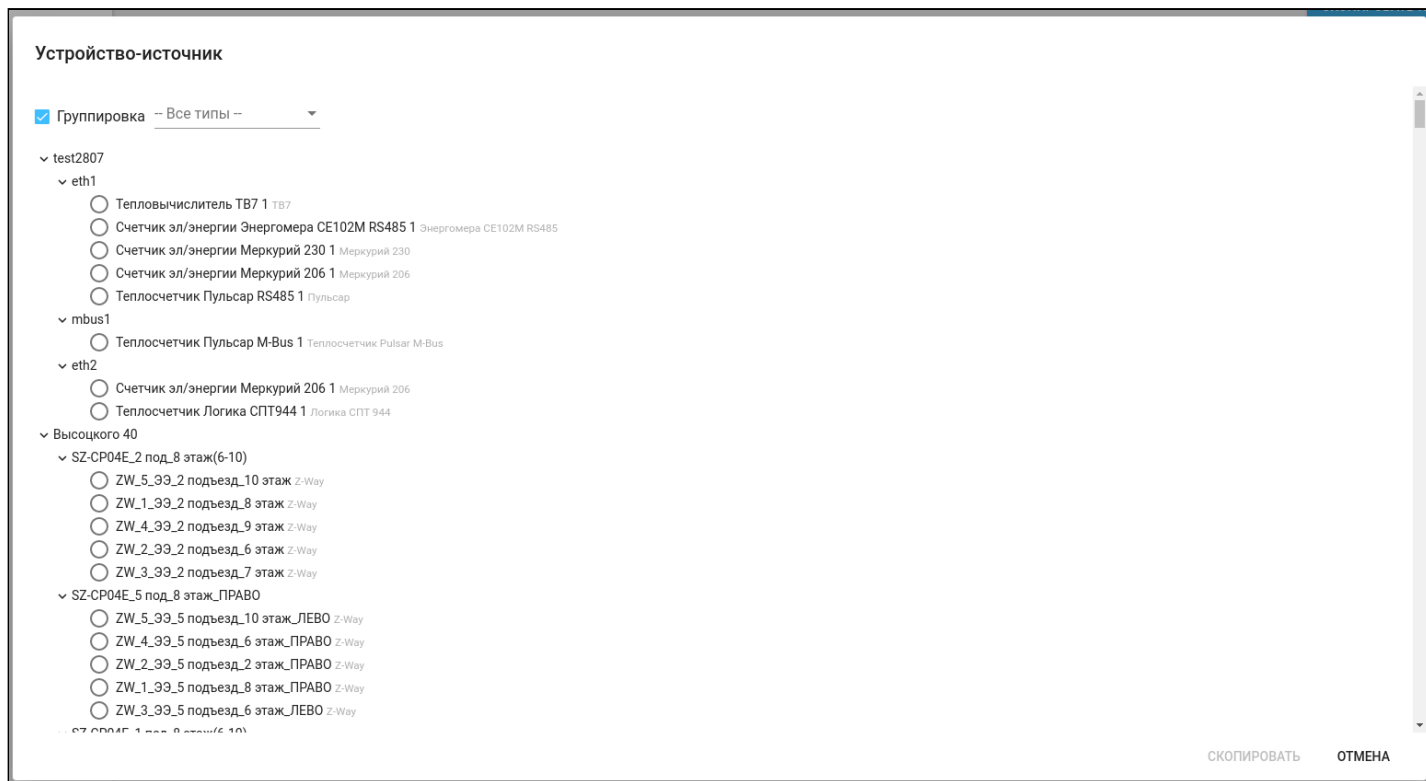 Устройство-источник
Группировка -- Все типы --
test2807
eth1
Тепловычислитель ТВ7 1 ТВ7
Счетчик эл/энергии Энергомера CE102M RS485 1 Энергомера CE102M RS485
Счетчик эл/энергии Меркурий 230 1 Меркурий 230
Счетчик эл/энергии Меркурий 206 1 Меркурий 206
Теплосчетчик Пульсар RS485 1 Пульсар
mbus1
Теплосчетчик Пульсар M-Bus 1 Теплосчетчик Pulsar M-Bus
eth2
Счетчик эл/энергии Меркурий 206 1 Меркурий 206
Теплосчетчик Логика СПТ944 1 Логика СПТ 944
Высоцкого 40
SZ-CP04E_2 под_8 этаж(6-10)
ZW_5_ЭЭ_2 подъезд_10 этаж Z-Way
ZW_1_ЭЭ_2 подъезд_8 этаж Z-Way
ZW_4_ЭЭ_2 подъезд_9 этаж Z-Way
ZW_2_ЭЭ_2 подъезд_6 этаж Z-Way
ZW_3_ЭЭ_2 подъезд_7 этаж Z-Way
SZ-CP04E_5 под_8 этаж_ПРАВО
ZW_5_ЭЭ_5 подъезд_10 этаж_ЛЕВО Z-Way
ZW_4_ЭЭ_5 подъезд_6 этаж_ПРАВО Z-Way
ZW_2_ЭЭ_5 подъезд_2 этаж_ПРАВО Z-Way
ZW_1_ЭЭ_5 подъезд_8 этаж_ПРАВО Z-Way
ZW_3_ЭЭ_5 подъезд_6 этаж_ЛЕВО Z-Way
SZ-CP04E_1 под_8 этаж(6-10)
СКОПИРОВАТЬ ОТМЕНА